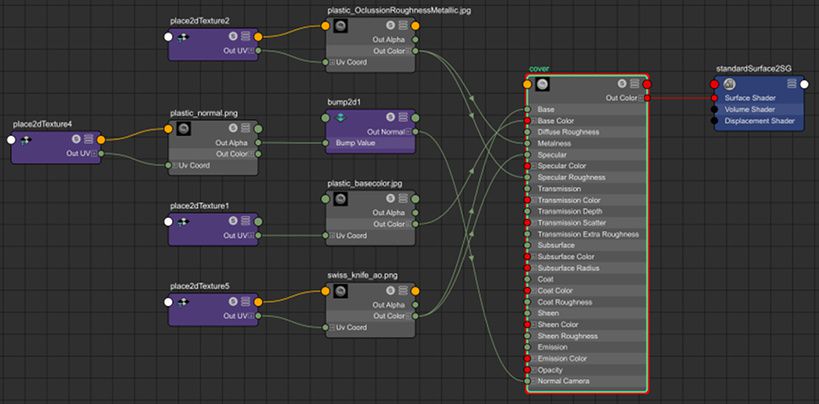 plastic_OclussionRoughnessMetallic.jpg
place2dTexture2
Out UV
Out Alpha
Out Color
Uv Coord
place2dTexture4
Out UV
plastic_normal.png
Out Alpha
Out Color
Uv Coord
bump2d1
Out Normal
Bump Value
place2dTexture1
Out UV
plastic_basecolor.jpg
Out Alpha
Out Color
Uv Coord
place2dTexture5
Out UV
swiss_knife_ao.png
Out Alpha
Out Color
Uv Coord
cover
Out Color
Base
Base Color
Diffuse Roughness
Metalness
Specular
Specular Color
Specular Roughness
Transmission
Transmission Color
Transmission Depth
Transmission Scatter
Transmission Extra Roughness
Subsurface
Subsurface Color
Subsurface Radius
Coat
Coat Color
Coat Roughness
Sheen
Sheen Color
Sheen Roughness
Emission
Emission Color
Opacity
Normal Camera
standardSurface2SG
Surface Shader
Volume Shader
Displacement Shader